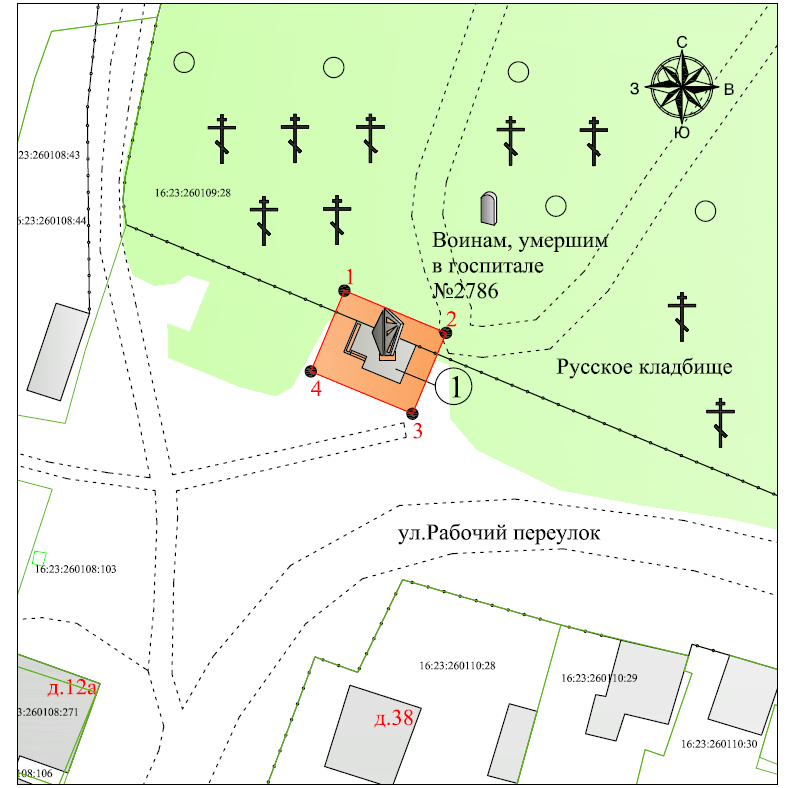 С
З
В
Ю
23:260108:43
16:23:260109:28
5:23:260108:44
Воинам, умершим
в госпитале
№2786
1
2
Русское кладбище
4
1
3
ул.Рабочий переулок
16:23:260108:103
16:23:260110:28
16:23:260110:29
д.12а
3:260108:271
д.38
16:23:260110:30
08:106